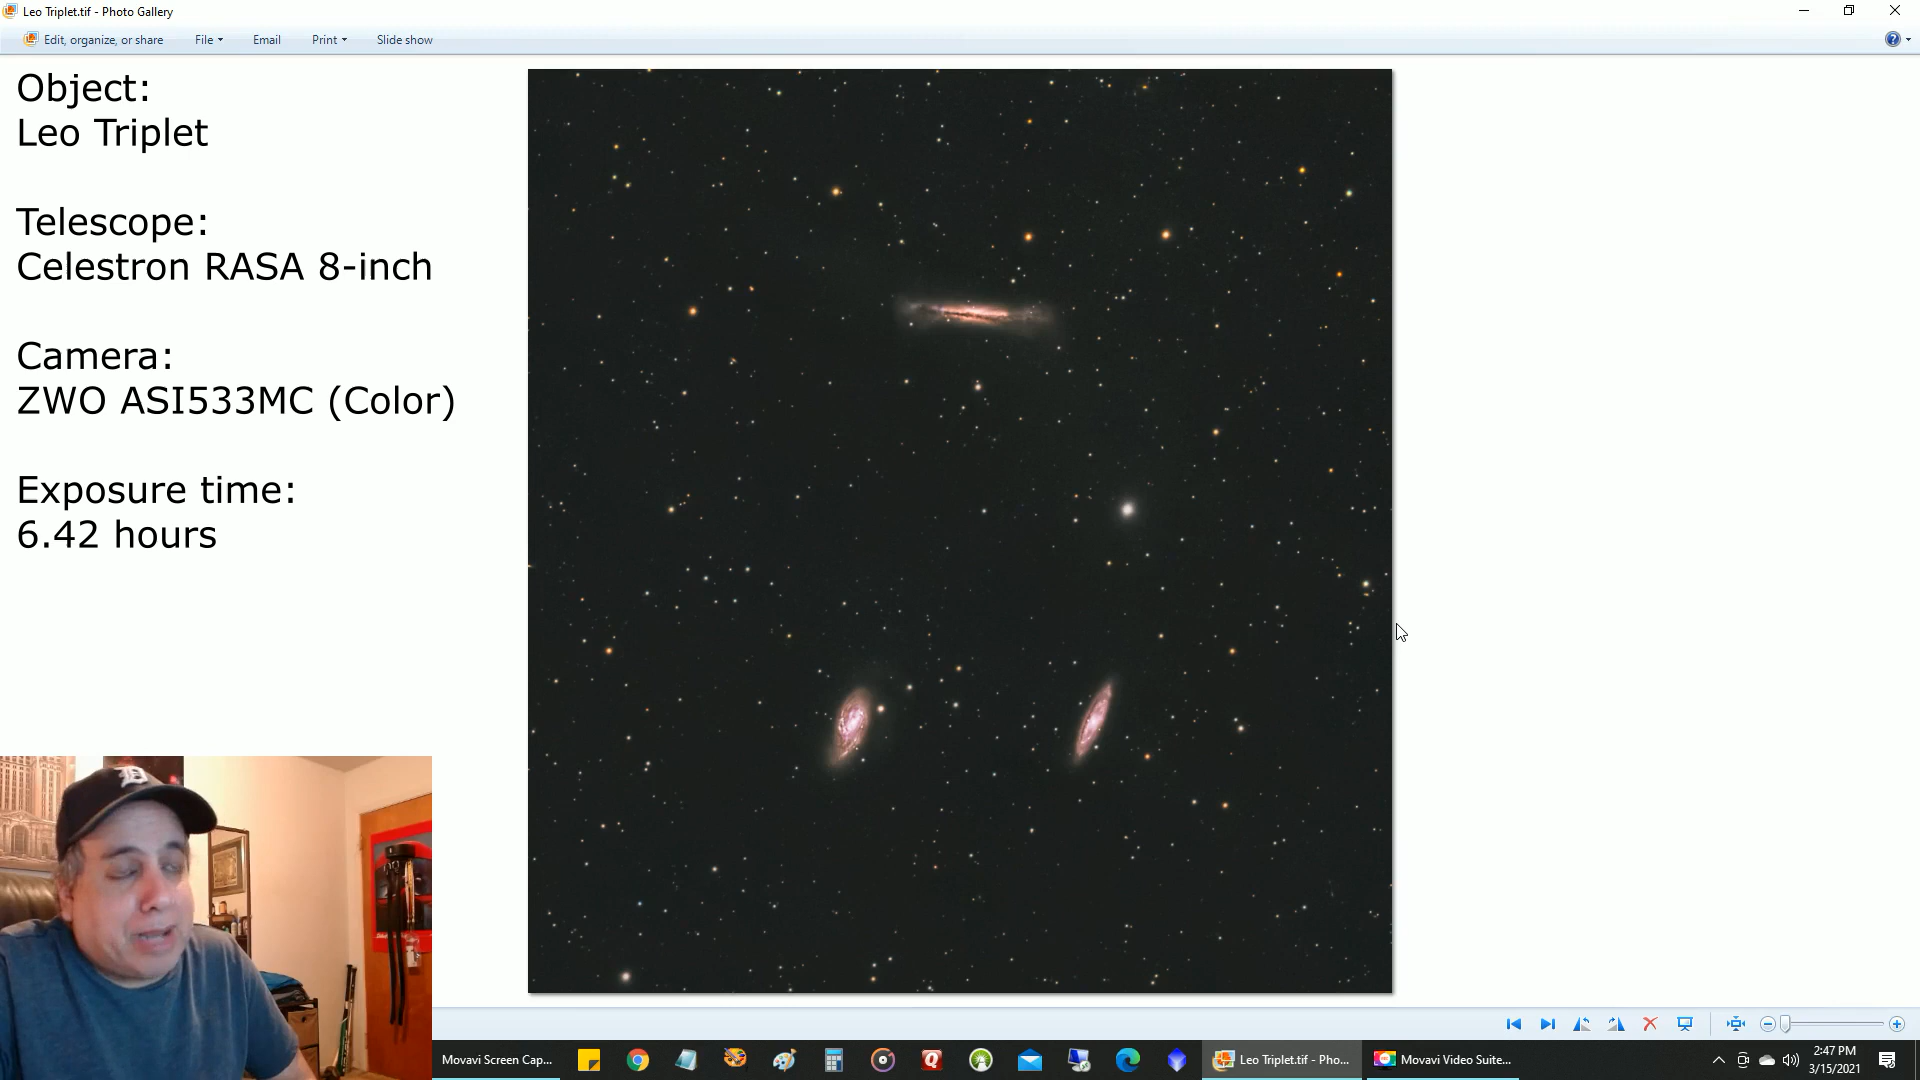 Leo Triplet.tif - Photo Gallery
Edit, organize, or share File Email Print Slide show
Object:
Leo Triplet
Telescope:
Celestron RASA 8-inch
Camera:
ZWO ASI533MC (Color)
Exposure time:
6.42 hours
D
Movavi Screen Cap...
Leo Triplet.tif - Pho...
Movavi Video Suite...
2:47 PM
3/15/2021